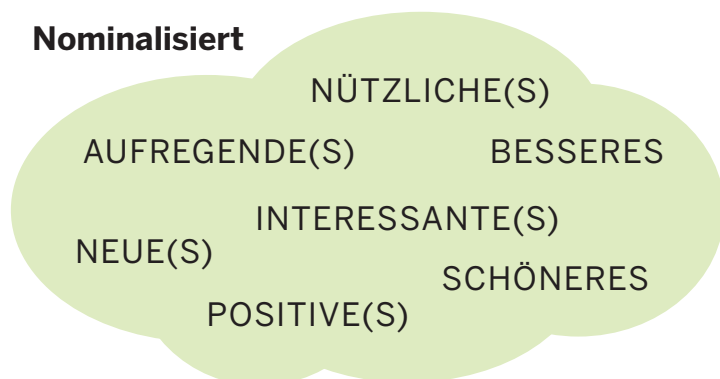 Nominalisiert
NÜTZLICHE(S)
AUFREGENDE(S) BESSERES
INTERESSANTE(S)
NEUE(S)
SCHÖNERES
POSITIVE(S)